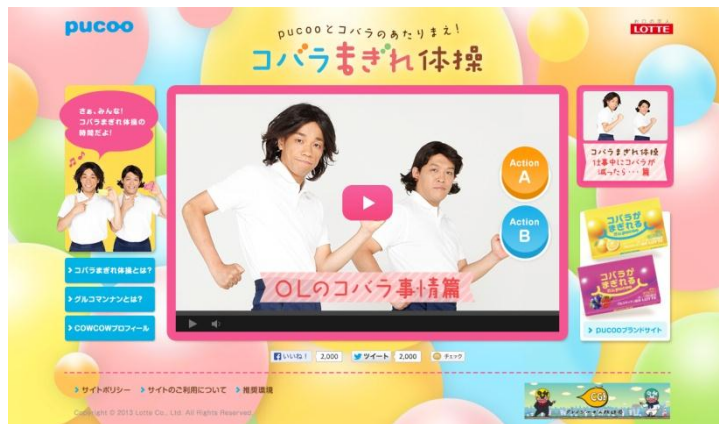 pucoo
pucooとコバラのあたりまえ!
コバラまぎれ体操
LOTTE
さぁ、みんな!
コバラまぎれ体操の
時間だよ!
Action
A
Action
B
OLのコバラ事情篇
コバラまぎれ体操
仕事中にコバラが
減ったら・・・篇
コバラが
まぎれる
コバラが
まぎれる
コバラまぎれ体操とは?
グルコマンナンとは?
COWCOWプロフィール
pucooブランドサイト
いいね!
2,000
ツイート
2,000
チェック
サイトポリシー
サイトのご利用について
推奨環境
CG!
Copyright © 2013 Lotte Co., Ltd. All Rights Reserved.